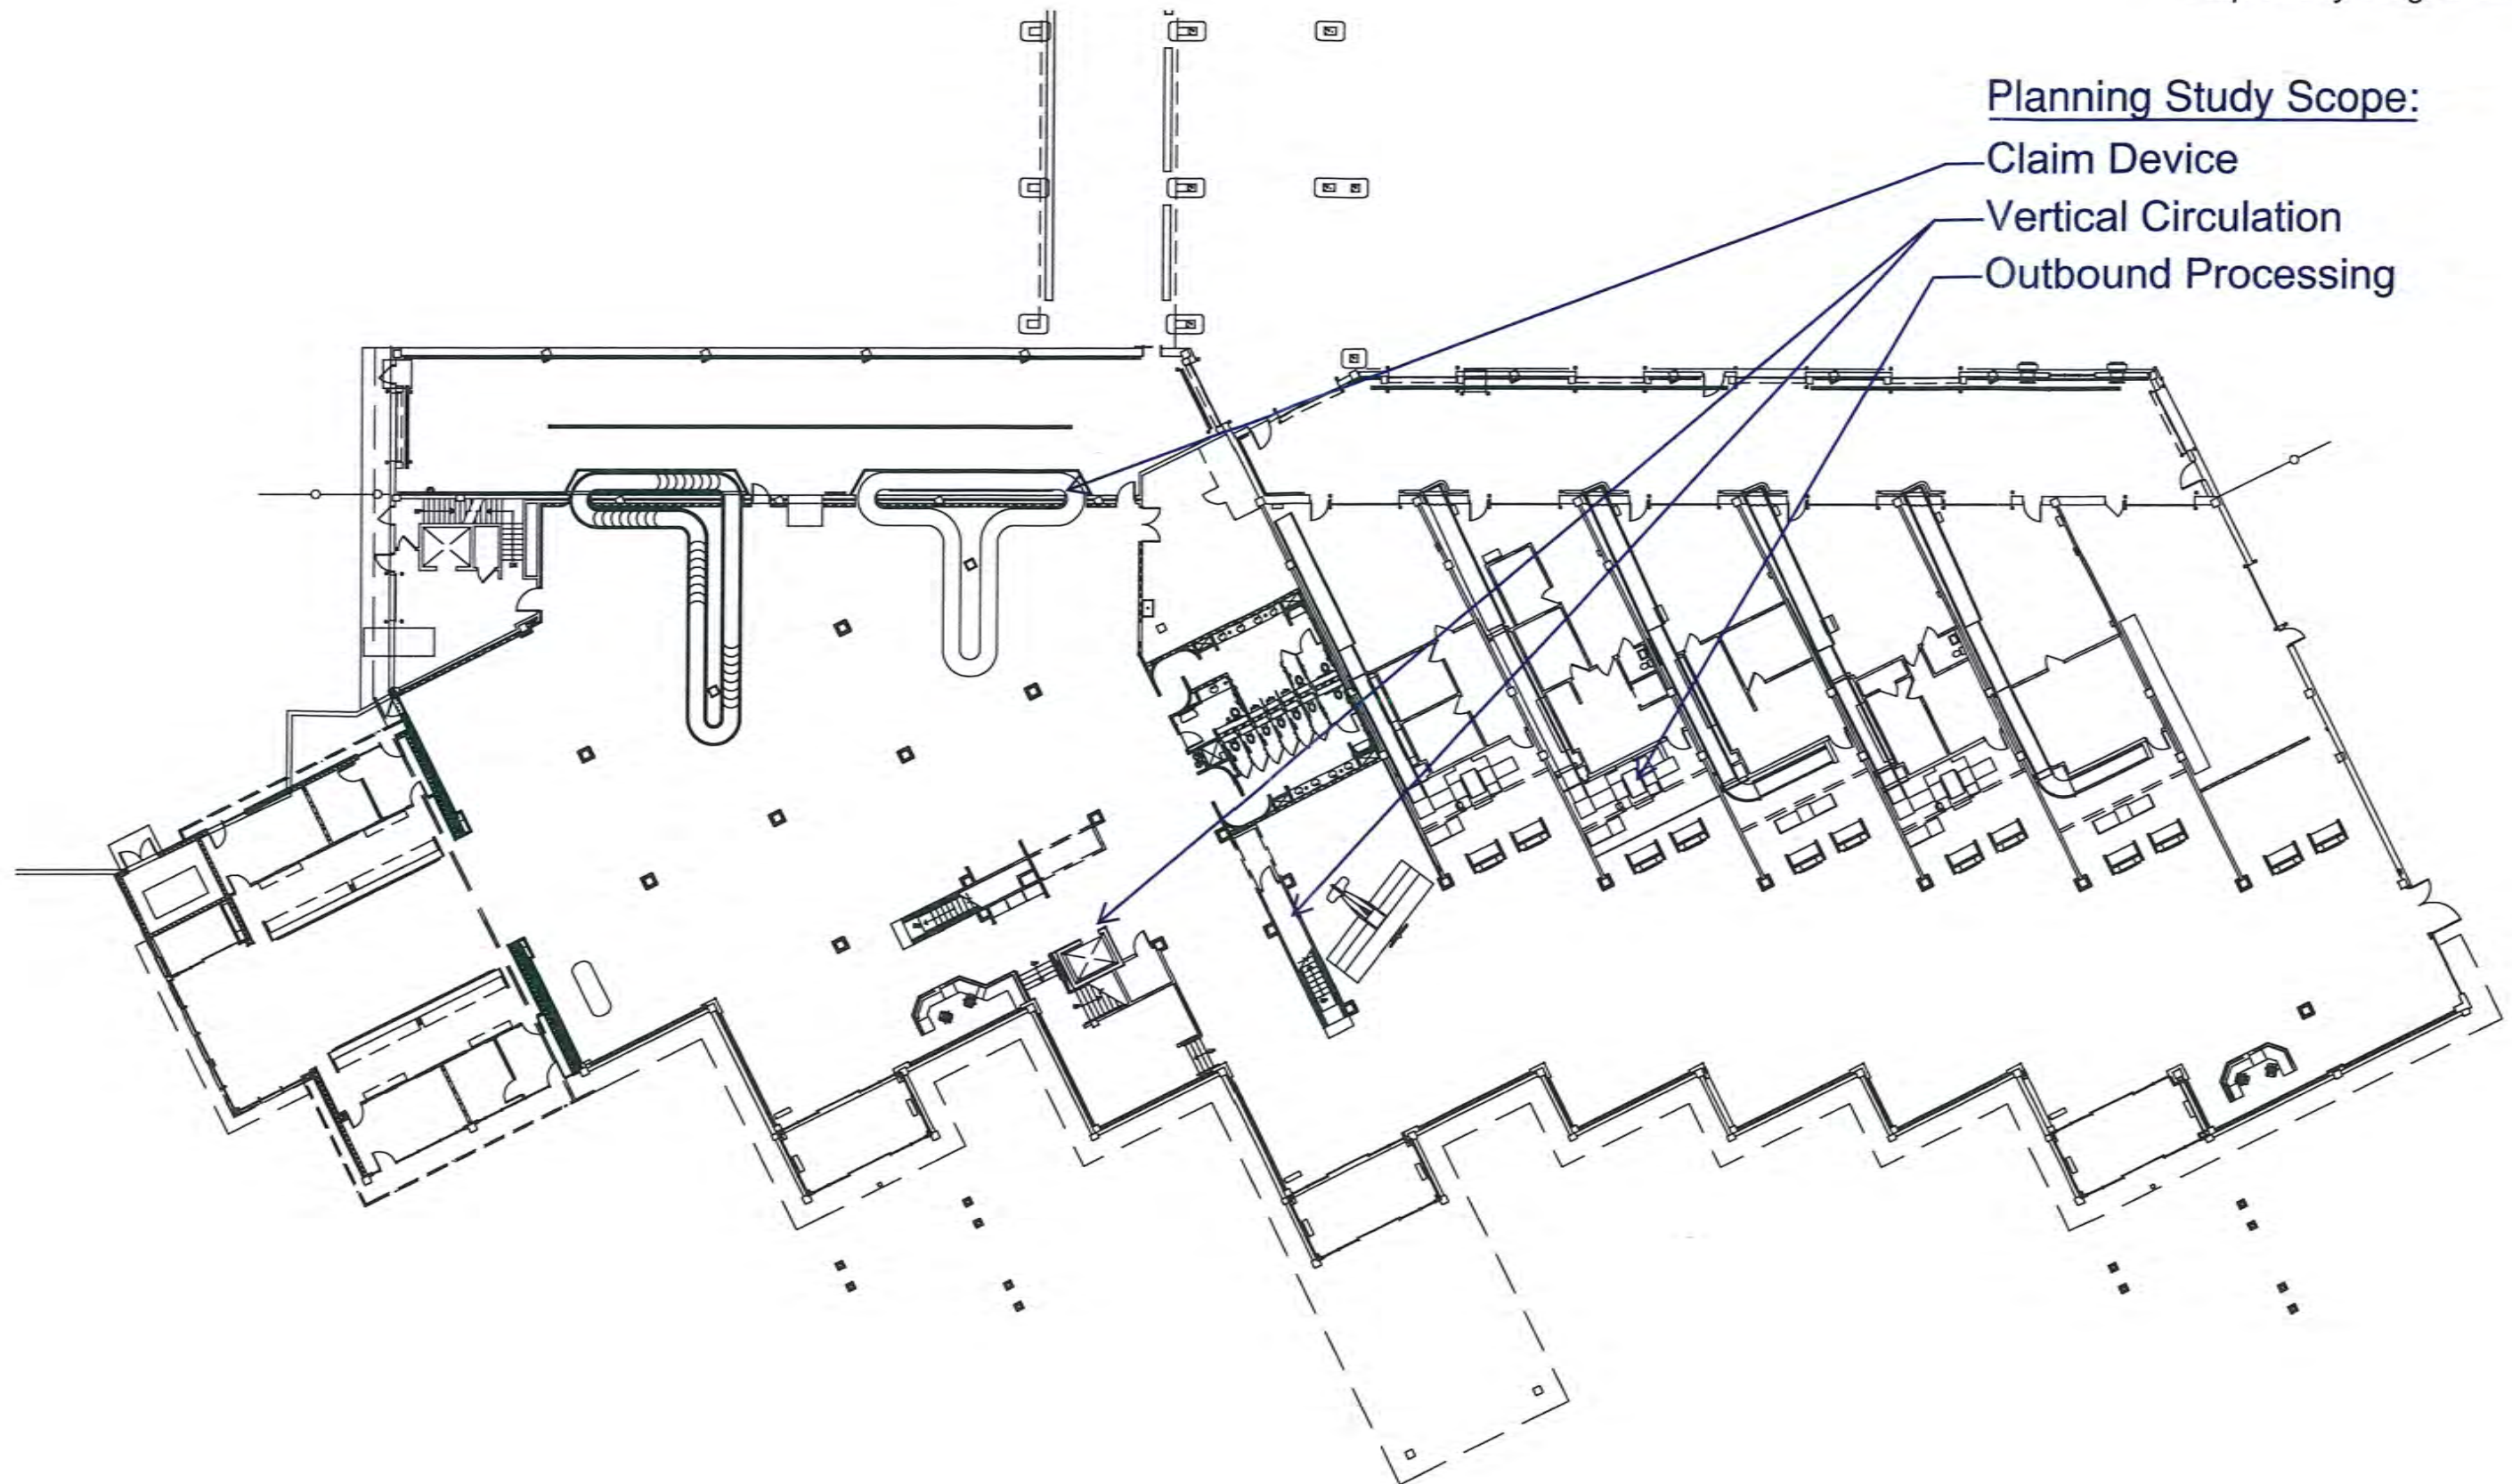 Planning Study Scope:
Claim Device
Vertical Circulation
Outbound Processing